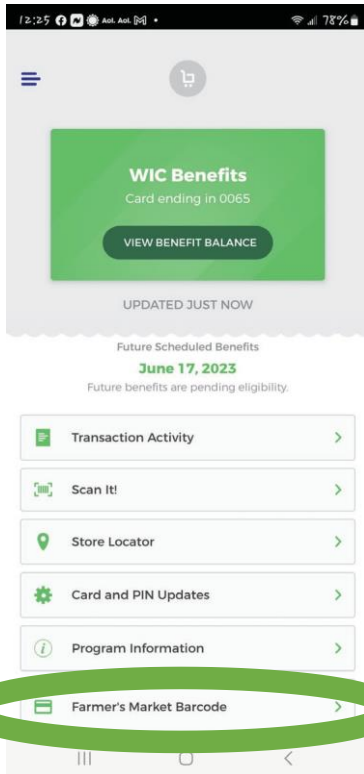 12:25 AOL AOL 78%
WIC Benefits
Card ending in 0065
VIEW BENEFIT BALANCE
UPDATED JUST NOW
Future Scheduled Benefits
June 17, 2023
Future benefits are pending eligibility.
Transaction Activity
Scan It!
Store Locator
Card and PIN Updates
Program Information
Farmer's Market Barcode